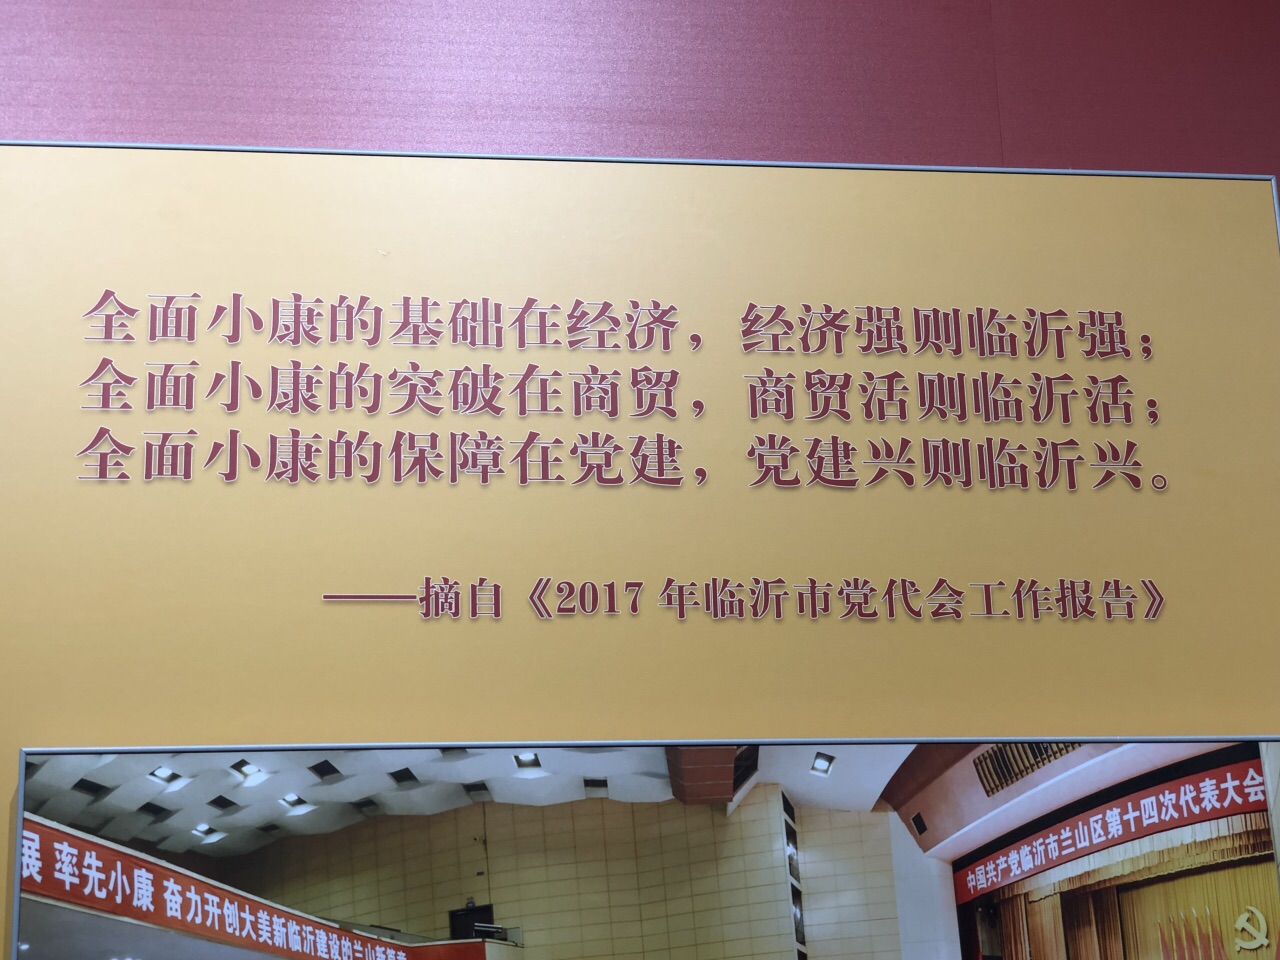 全面小康的基础在经济，经济强则临沂强；
全面小康的突破在商贸，商贸活则临沂活；
全面小康的保障在党建，党建兴则临沂兴。
——摘自《2017 年临沂市党代会工作报告》
展 率先小康 奋力开创大美新临沂建设的兰山新篇章
中国共产党临沂市兰山区第十四次代表大会